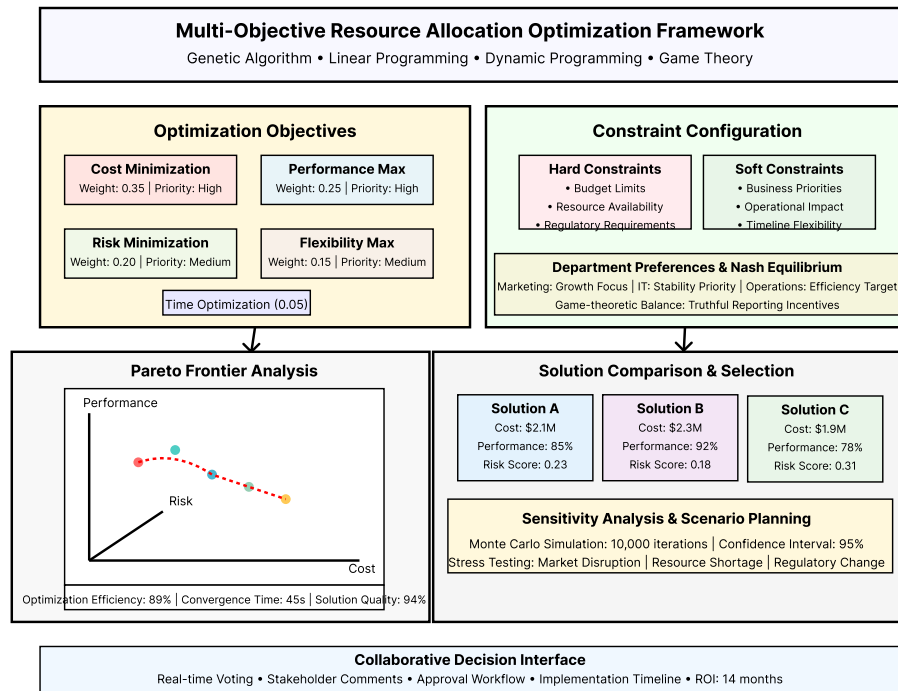 Multi-Objective Resource Allocation Optimization Framework
Genetic Algorithm • Linear Programming • Dynamic Programming • Game Theory
Optimization Objectives
Cost Minimization
Weight: 0.35 | Priority: High
Performance Max
Weight: 0.25 | Priority: High
Risk Minimization
Weight: 0.20 | Priority: Medium
Flexibility Max
Weight: 0.15 | Priority: Medium
Time Optimization (0.05)
Constraint Configuration
Hard Constraints
• Budget Limits
• Resource Availability
• Regulatory Requirements
Soft Constraints
• Business Priorities
• Operational Impact
• Timeline Flexibility
Department Preferences & Nash Equilibrium
Marketing: Growth Focus | IT: Stability Priority | Operations: Efficiency Target
Game-theoretic Balance: Truthful Reporting Incentives
Pareto Frontier Analysis
Performance
Risk
Cost
Optimization Efficiency: 89% | Convergence Time: 45s | Solution Quality: 94%
Solution Comparison & Selection
Solution A
Cost: $2.1M
Performance: 85%
Risk Score: 0.23
Solution B
Cost: $2.3M
Performance: 92%
Risk Score: 0.18
Solution C
Cost: $1.9M
Performance: 78%
Risk Score: 0.31
Sensitivity Analysis & Scenario Planning
Monte Carlo Simulation: 10,000 iterations | Confidence Interval: 95%
Stress Testing: Market Disruption | Resource Shortage | Regulatory Change
Collaborative Decision Interface
Real-time Voting • Stakeholder Comments • Approval Workflow • Implementation Timeline • ROI: 14 months